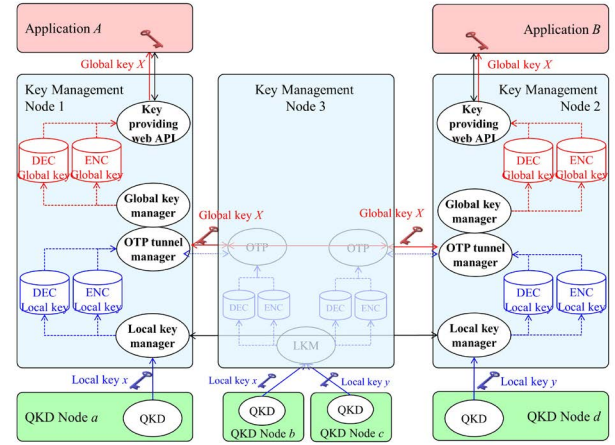 Application A
Application B
Global key X
Global key X
Key Management
Node 1
Key Management
Node 3
Key Management
Node 2
Key
providing
web API
Key
providing
web API
DEC
Global key
ENC
Global key
DEC
Global key
ENC
Global key
Global key
manager
Global key
manager
Global key X
Global key X
OTP tunnel
manager
OTP
OTP
OTP tunnel
manager
DEC
Local key
ENC
Local key
DEC
ENC
DEC
ENC
DEC
Local key
ENC
Local key
Local key
manager
LKM
Local key
manager
Local key x
Local key x
Local key y
Local key y
QKD Node a
QKD
QKD
QKD Node b
QKD
QKD Node c
QKD
QKD Node d